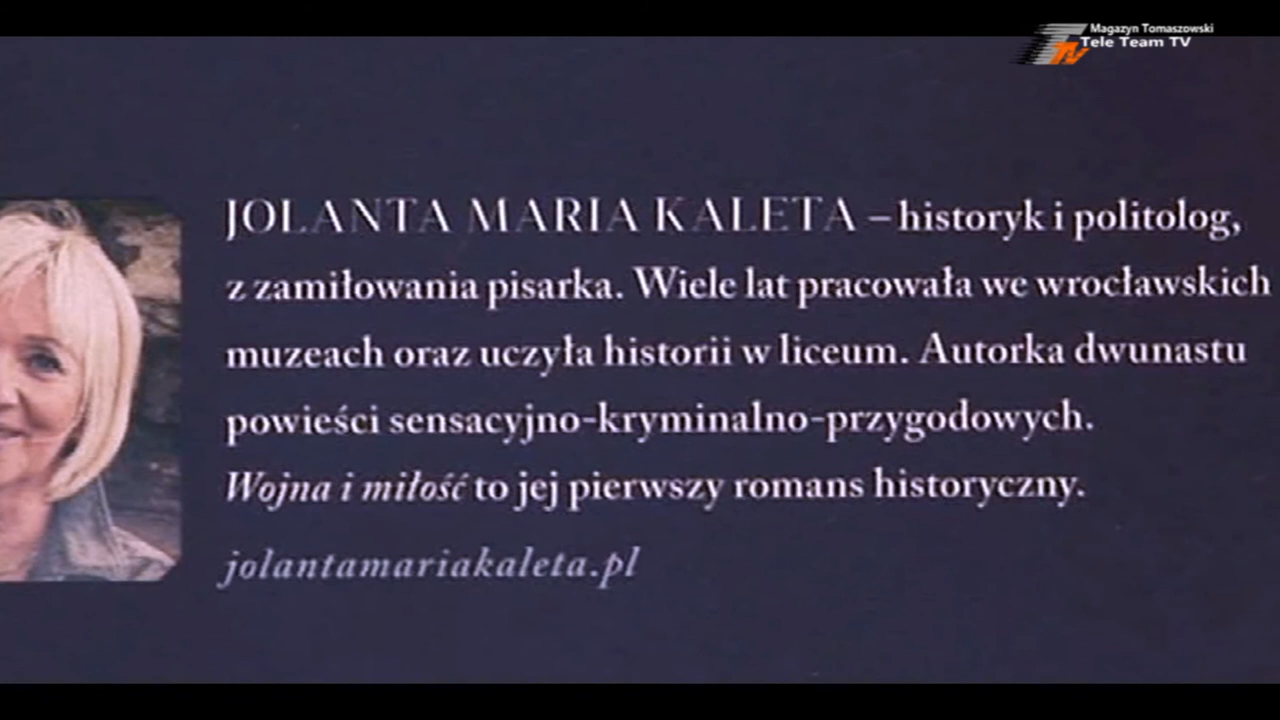 Magazyn Tomaszowski
Tele Team TV
JOLANTA MARIA KALETA – historyk i politolog,
z zamiłowania pisarka. Wiele lat pracowała we wrocławskich
muzeach oraz uczyła historii w liceum. Autorka dwunastu
powieści sensacyjno-kryminalno-przygodowych.
Wojna i miłość to jej pierwszy romans historyczny.
jolantamariakaleta.pl